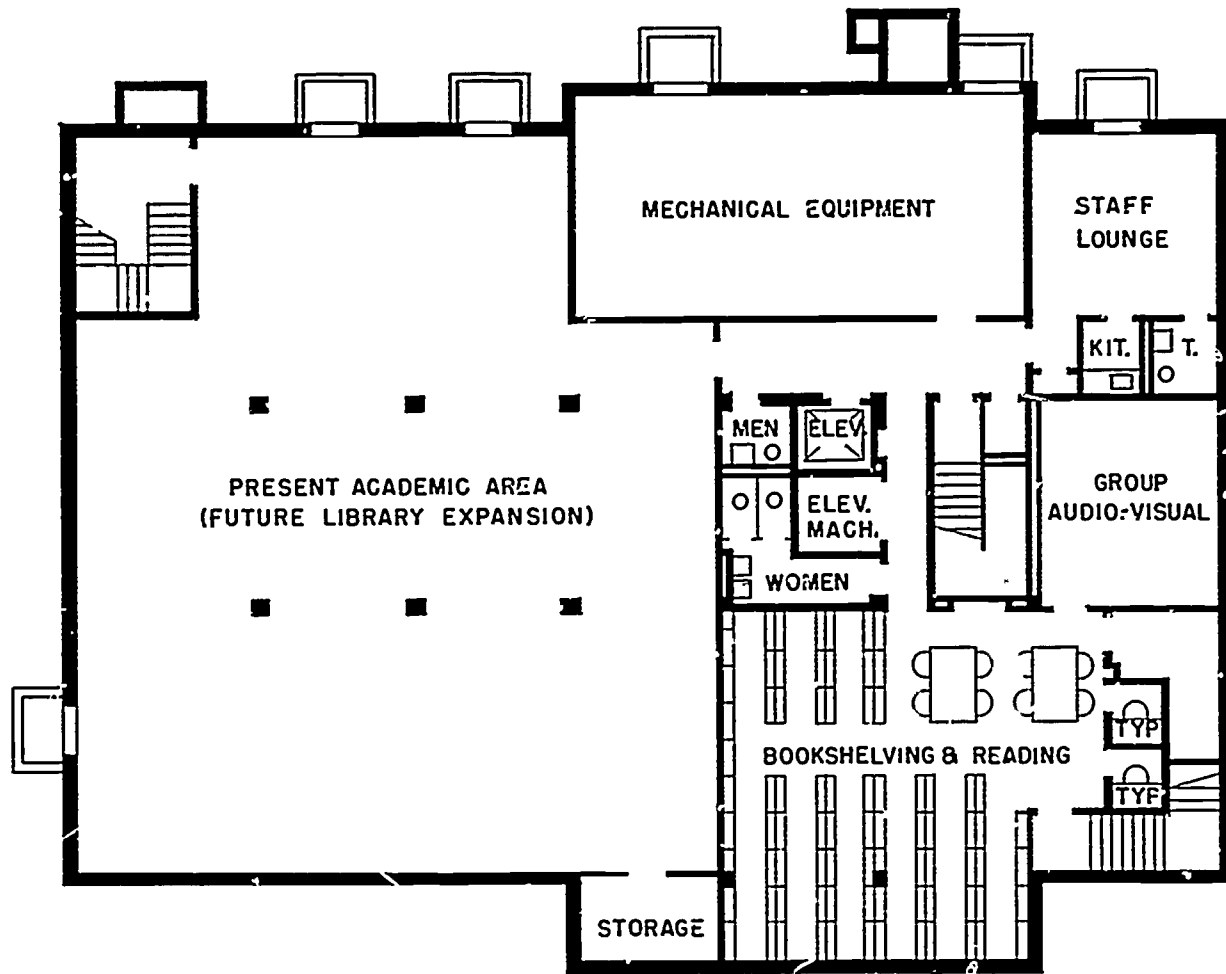 MECHANICAL EQUIPMENT
STAFF
LOUNGE
KIT.
T.
MEN
ELEV.
PRESENT ACADEMIC AREA
(FUTURE LIBRARY EXPANSION)
ELEV.
MACH.
GROUP
AUDIO-VISUAL
WOMEN
TYP
BOOKSHELVING & READING
TYP
STORAGE